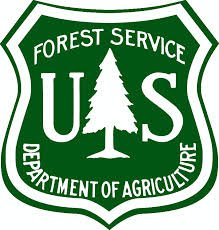 FOREST SERVICE
U S
DEPARTMENT OF AGRICULTURE